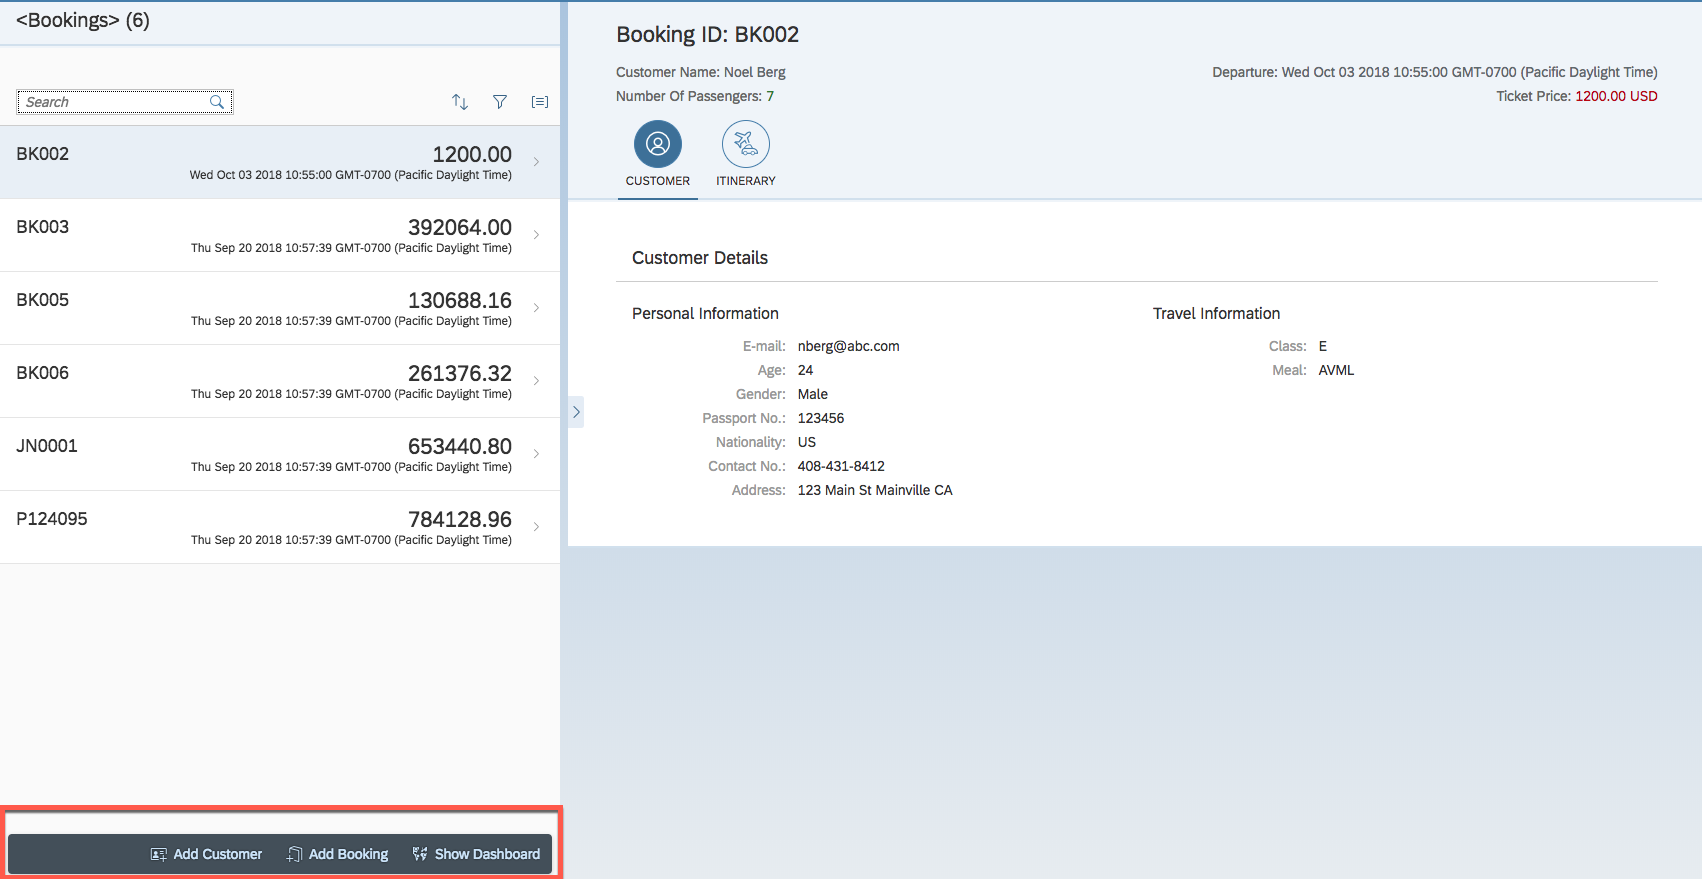 <Bookings> (6)
Search
BK002
1200.00
Wed Oct 03 2018 10:55:00 GMT-0700 (Pacific Daylight Time)
BK003
392064.00
Thu Sep 20 2018 10:57:39 GMT-0700 (Pacific Daylight Time)
BK005
130688.16
Thu Sep 20 2018 10:57:39 GMT-0700 (Pacific Daylight Time)
BK006
261376.32
Thu Sep 20 2018 10:57:39 GMT-0700 (Pacific Daylight Time)
JN0001
653440.80
Thu Sep 20 2018 10:57:39 GMT-0700 (Pacific Daylight Time)
P124095
784128.96
Thu Sep 20 2018 10:57:39 GMT-0700 (Pacific Daylight Time)
Add Customer Add Booking Show Dashboard
Booking ID: BK002
Customer Name: Noel Berg
Departure: Wed Oct 03 2018 10:55:00 GMT-0700 (Pacific Daylight Time)
Number Of Passengers: 7
Ticket Price: 1200.00 USD
CUSTOMER ITINERARY
Customer Details
Personal Information
E-mail: nberg@abc.com
Age: 24
Gender: Male
Passport No.: 123456
Nationality: US
Contact No.: 408-431-8412
Address: 123 Main St Mainville CA
Travel Information
Class: E
Meal: AVML